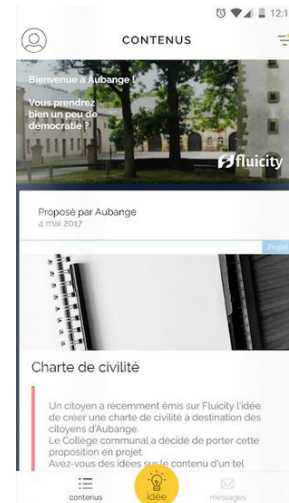 12:1
CONTENUS
Bienvenue à Aubange !
Vous prendrez
bien un peu de
démocratie ?
fluicity
Proposé par Aubange
4 mai 2017
Projet
Charte de civilité
Un citoyen a récemment émis sur Fluicity l'idée
de créer une charte de civilité à destination des
citoyens d'Aubange.
Le Collège communal a décidé de porter cette
proposition en projet.
Avez-vous des idées sur le contenu d'un tel
contenus
idée
messages